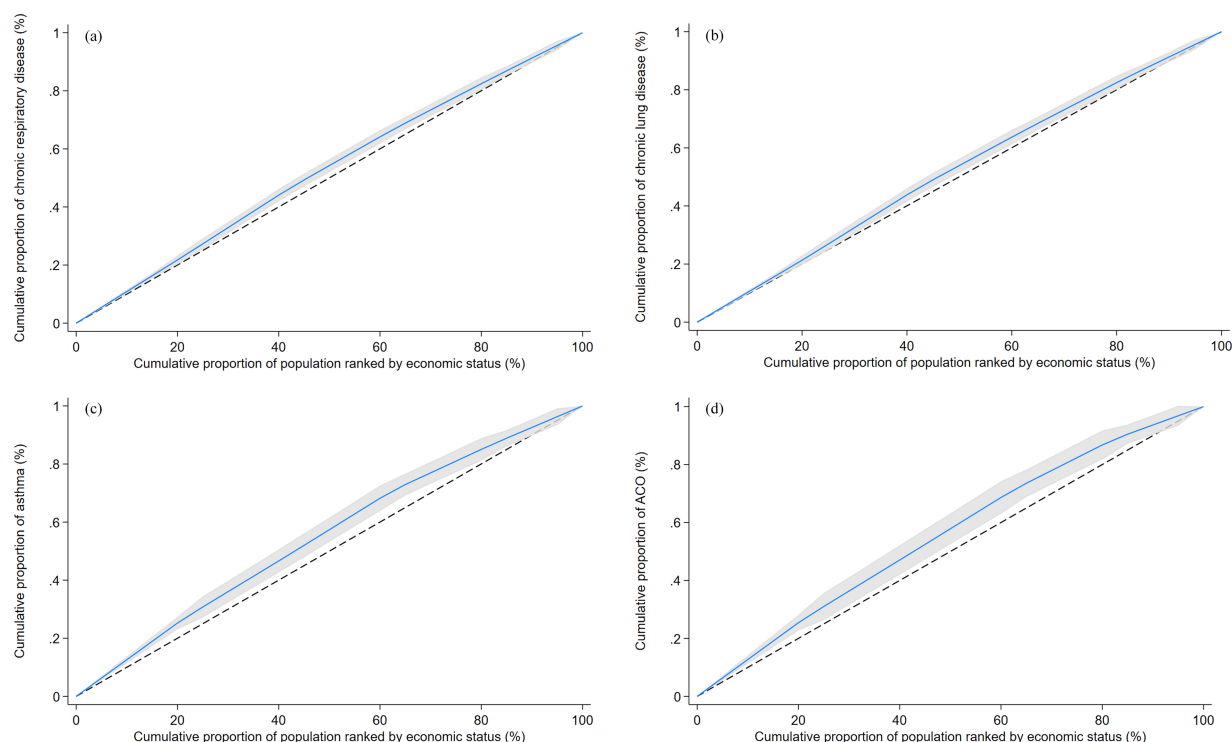 (a)
Cumulative proportion of chronic respiratory disease (%)
1
.8
.6
.4
.2
0
0 20 40 60 80 100
Cumulative proportion of population ranked by economic status (%)
(b)
Cumulative proportion of chronic lung disease (%)
1
.8
.6
.4
.2
0
0 20 40 60 80 100
Cumulative proportion of population ranked by economic status (%)
(c)
Cumulative proportion of asthma (%)
1
.8
.6
.4
.2
0
0 20 40 60 80 100
Cumulative proportion of population ranked by economic status (%)
(d)
Cumulative proportion of ACO (%)
1
.8
.6
.4
.2
0
0 20 40 60 80 100
Cumulative proportion of population ranked by economic status (%)